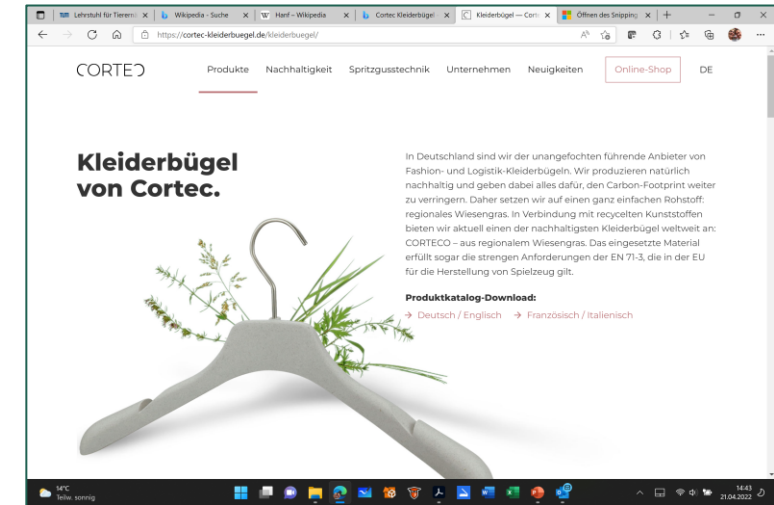 Lehrstuhl für Tierern
Wikipedia - Suche
Hanf – Wikipedia
Cortec Kleiderbügel
Kleiderbügel — Cort
Öffnen des Snipping
https://cortec-kleiderbuegel.de/kleiderbuegel/
CORTEC
Produkte Nachhaltigkeit Spritzgusstechnik Unternehmen Neuigkeiten Online-Shop DE
Kleiderbügel
von Cortec.
In Deutschland sind wir der unangefochten führende Anbieter von
Fashion- und Logistik-Kleiderbügeln. Wir produzieren natürlich
nachhaltig und geben dabei alles dafür, den Carbon-Footprint weiter
zu verringern. Daher setzen wir auf einen ganz einfachen Rohstoff:
regionales Wiesengras. In Verbindung mit recycelten Kunststoffen
bieten wir aktuell einen der nachhaltigsten Kleiderbügel weltweit an:
CORTECO – aus regionalem Wiesengras. Das eingesetzte Material
erfüllt sogar die strengen Anforderungen der EN 71-3, die in der EU
für die Herstellung von Spielzeug gilt.
Produktkatalog-Download:
→ Deutsch / Englisch → Französisch / Italienisch
14°C
Teilw. sonnig
14:43
21.04.2022